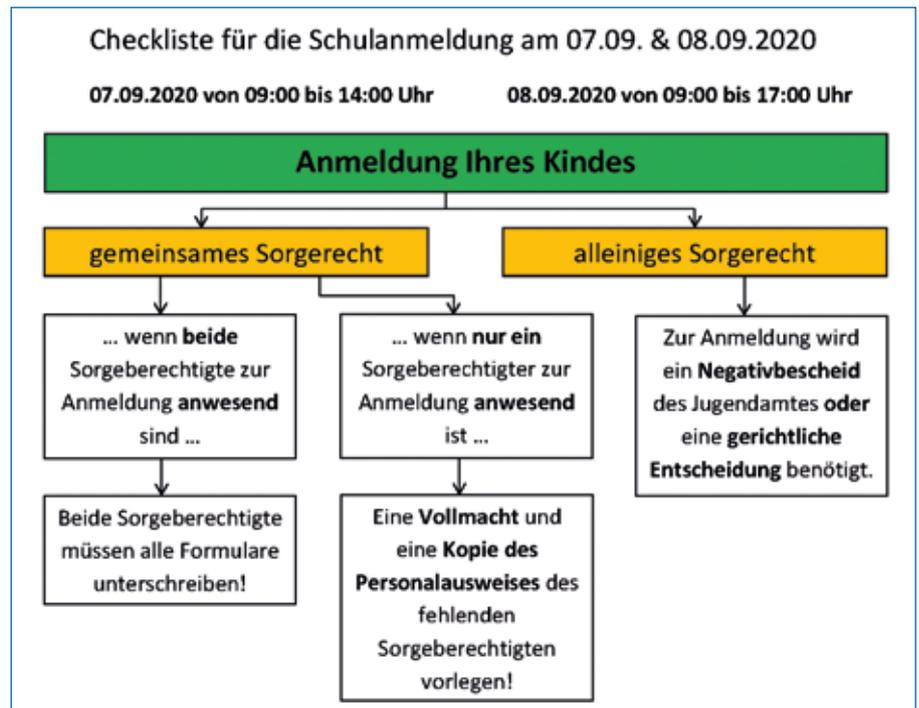 Checkliste für die Schulanmeldung am 07.09. & 08.09.2020
07.09.2020 von 09:00 bis 14:00 Uhr
08.09.2020 von 09:00 bis 17:00 Uhr
Anmeldung Ihres Kindes
gemeinsames Sorgerecht
alleiniges Sorgerecht
... wenn beide
Sorgeberechtigte zur
Anmeldung anwesend
sind ...
... wenn nur ein
Sorgeberechtigter zur
Anmeldung anwesend
ist ...
Zur Anmeldung wird
ein Negativbescheid
des Jugendamtes oder
eine gerichtliche
Entscheidung benötigt.
Beide Sorgeberechtigte
müssen alle Formulare
unterschreiben!
Eine Vollmacht und
eine Kopie des
Personalausweises des
fehlenden
Sorgeberechtigten
vorlegen!